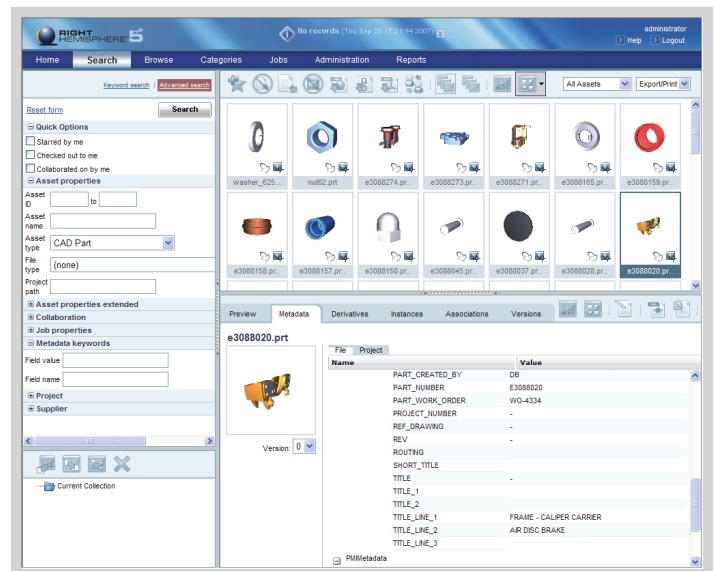 RIGHT HEMISPHERE 5
No records (Thu Sep 20 17:21:14 2007)
administrator
Help Logout
Home Search Browse Categories Jobs Administration Reports
Keyword search | Advanced search
All Assets Export/Print
Reset form Search
Quick Options
Starred by me
Checked out to me
Collaborated on by me
Asset properties
Asset ID to
Asset name
Asset type CAD Part
File type (none)
Project path
Asset properties extended
Collaboration
Job properties
Metadata keywords
Field value
Field name
Project
Supplier
Current Collection
washer_625... nut62.prt e3088274.pr... e3088273.pr... e3088271.pr... e3088165.pr... e3088159.pr...
e3088158.pr... e3088157.pr... e3088150.pr... e3088045.pr... e3088037.pr... e3088028.pr... e3088020.pr...
Preview Metadata Derivatives Instances Associations Versions
e3088020.prt
Version: 0
File Project
Name Value
PART_CREATED_BY DB
PART_NUMBER E3088020
PART_WORK_ORDER WO-4334
PROJECT_NUMBER -
REF_DRAWING -
REV -
ROUTING
SHORT_TITLE
TITLE -
TITLE_1
TITLE_2
TITLE_LINE_1 FRAME - CALIPER CARRIER
TITLE_LINE_2 AIR DISC BRAKE
TITLE_LINE_3
PMIMetadata